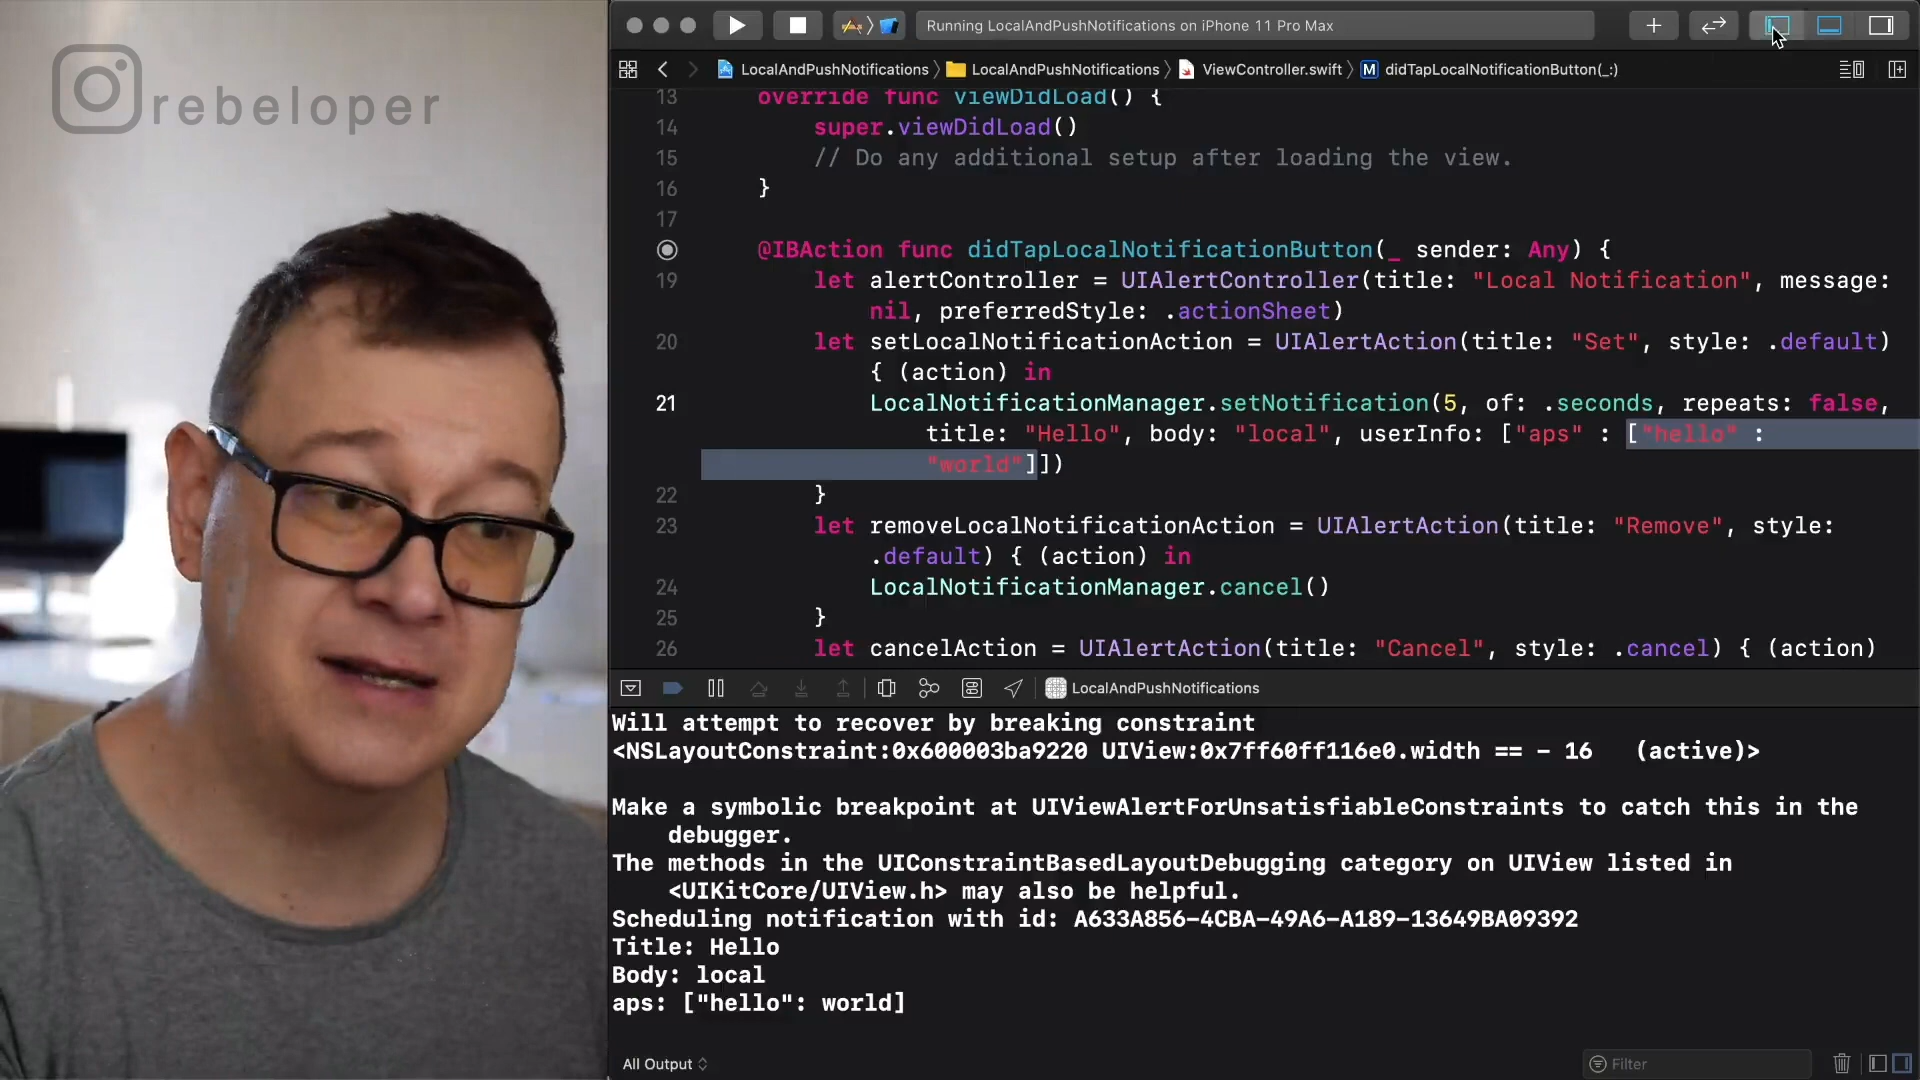 rebeloper
Running LocalAndPushNotifications on iPhone 11 Pro Max
LocalAndPushNotifications LocalAndPushNotifications ViewController.swift M didTapLocalNotificationButton(_:)
13 override func viewDidLoad() {
14 super.viewDidLoad()
15 // Do any additional setup after loading the view.
16 }
17
@IBAction func didTapLocalNotificationButton(_ sender: Any) {
19 let alertController = UIAlertController(title: "Local Notification", message:
nil, preferredStyle: .actionSheet)
20 let setLocalNotificationAction = UIAlertAction(title: "Set", style: .default)
{ (action) in
21 LocalNotificationManager.setNotification(5, of: .seconds, repeats: false,
title: "Hello", body: "local", userInfo: ["aps" : ["hello" :
"world"]])
22 }
23 let removeLocalNotificationAction = UIAlertAction(title: "Remove", style:
.default) { (action) in
24 LocalNotificationManager.cancel()
25 }
26 let cancelAction = UIAlertAction(title: "Cancel", style: .cancel) { (action)
LocalAndPushNotifications
Will attempt to recover by breaking constraint
<NSLayoutConstraint:0x600003ba9220 UIView:0x7ff60ff116e0.width == - 16 (active)>
Make a symbolic breakpoint at UIViewAlertForUnsatisfiableConstraints to catch this in the
debugger.
The methods in the UIConstraintBasedLayoutDebugging category on UIView listed in
<UIKitCore/UIView.h> may also be helpful.
Scheduling notification with id: A633A856-4CBA-49A6-A189-13649BA09392
Title: Hello
Body: local
aps: ["hello": world]
All Output Filter